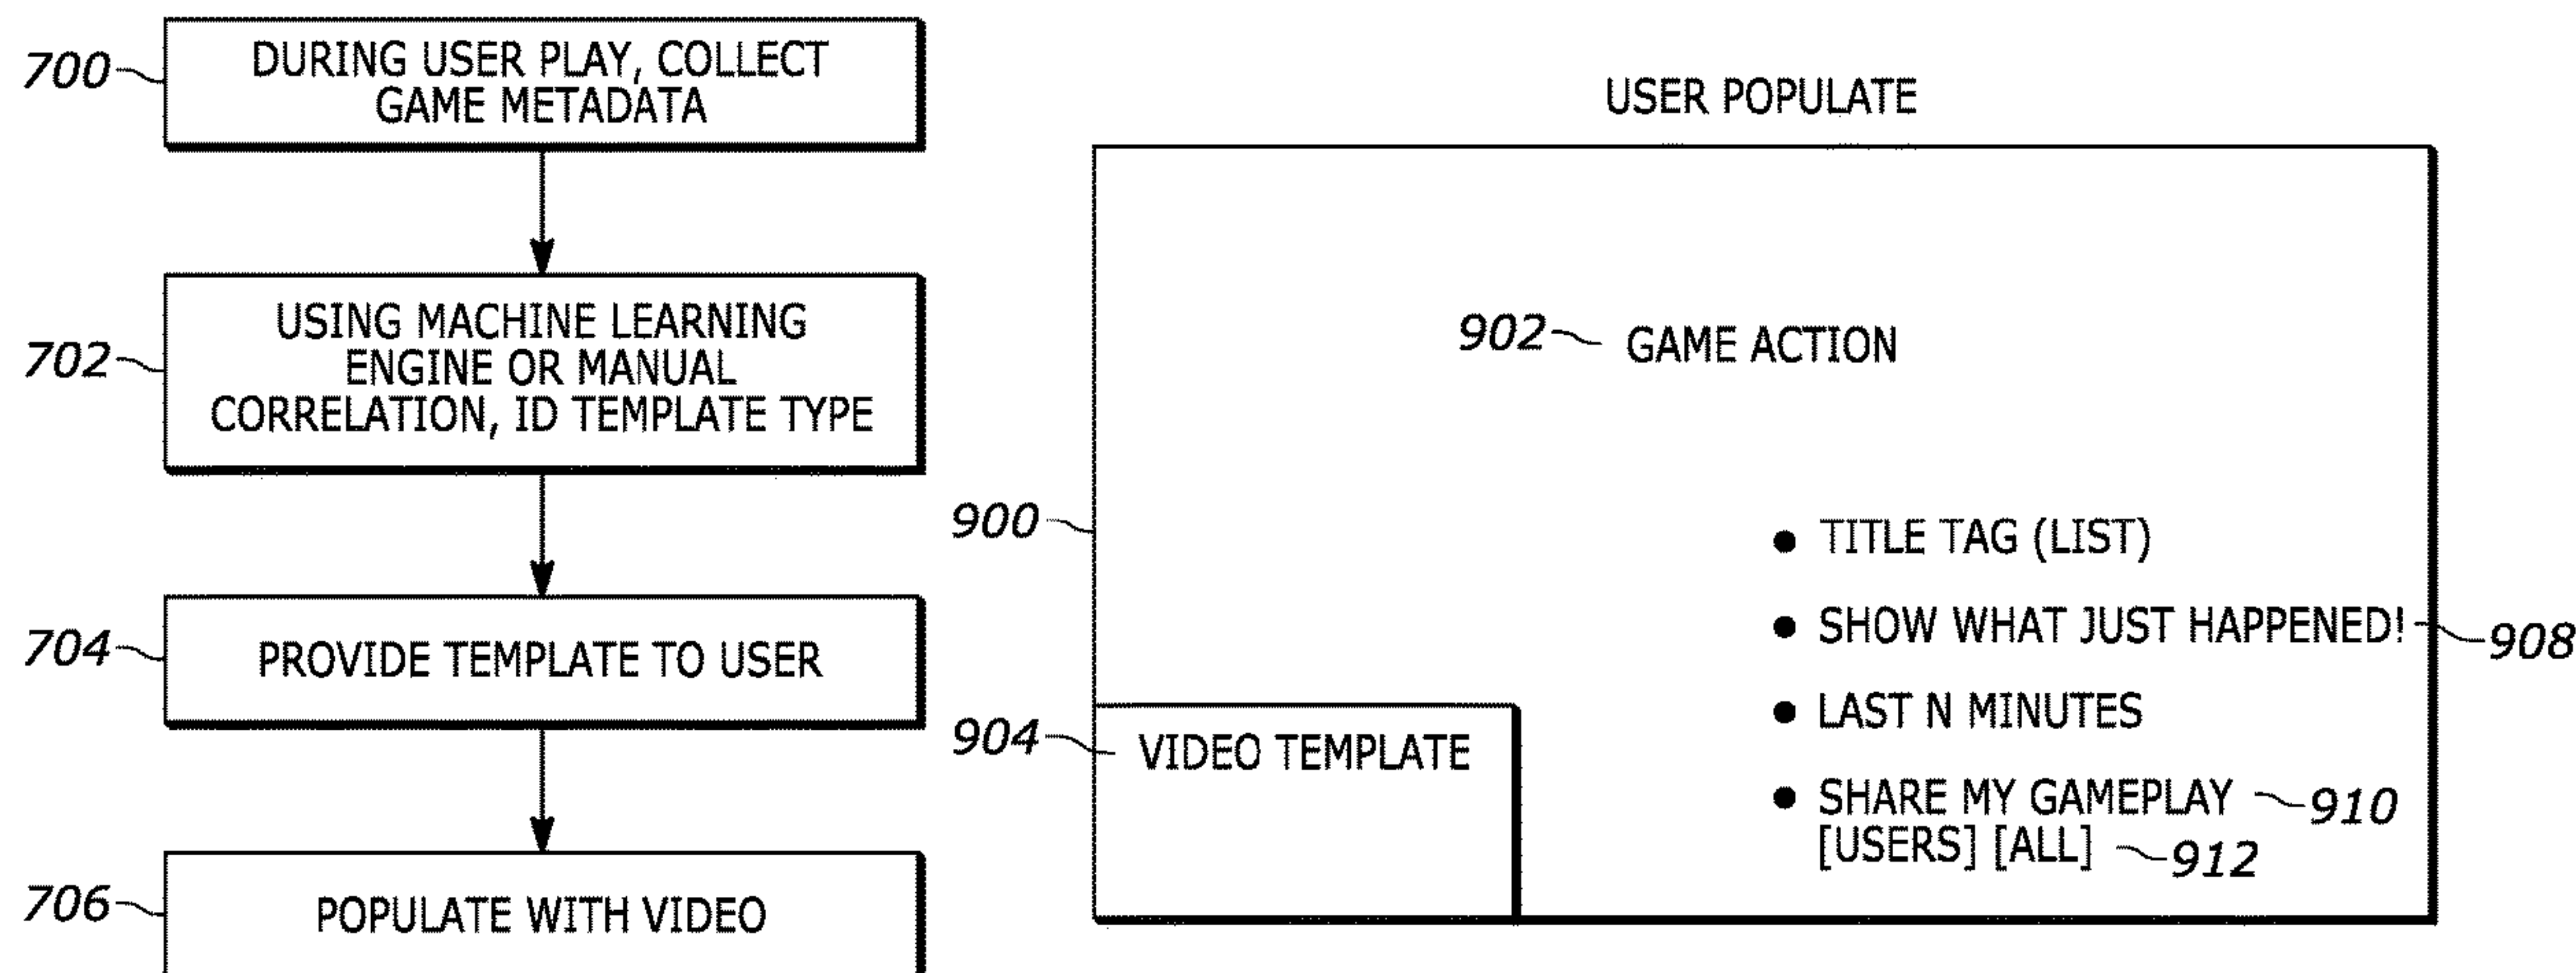 700
DURING USER PLAY, COLLECT
GAME METADATA
702
USING MACHINE LEARNING
ENGINE OR MANUAL
CORRELATION, ID TEMPLATE TYPE
704
PROVIDE TEMPLATE TO USER
706
POPULATE WITH VIDEO
USER POPULATE
900
902
GAME ACTION
904
VIDEO TEMPLATE
● TITLE TAG (LIST)
● SHOW WHAT JUST HAPPENED!
908
● LAST N MINUTES
● SHARE MY GAMEPLAY
910
[USERS] [ALL]
912